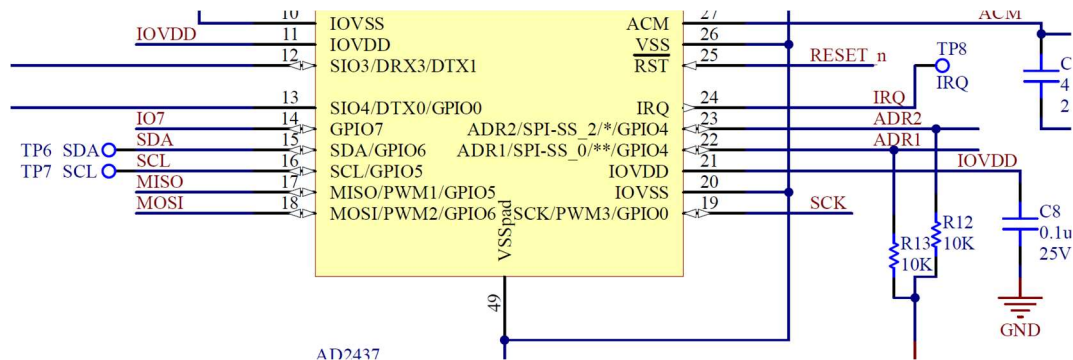 10
IOVSS
ACM
27
ACM
IOVDD
11
IOVDD
VSS
26
12
SIO3/DRX3/DTX1
RST
25
RESET_n
TP8
IRQ
13
SIO4/DTX0/GPIO0
IRQ
24
IRQ
IO7
14
GPIO7
ADR2/SPI-SS_2/*/GPIO4
23
ADR2
TP6 SDA
SDA
15
SDA/GPIO6
ADR1/SPI-SS_0/**/GPIO4
22
ADR1
TP7 SCL
SCL
16
SCL/GPIO5
IOVDD
21
IOVDD
MISO
17
MISO/PWM1/GPIO5
IOVSS
20
MOSI
18
MOSI/PWM2/GPIO6
SCK/PWM3/GPIO0
19
SCK
VSSpad
49
R13
10K
R12
10K
C8
0.1u
25V
GND
C
4
2
AD2437